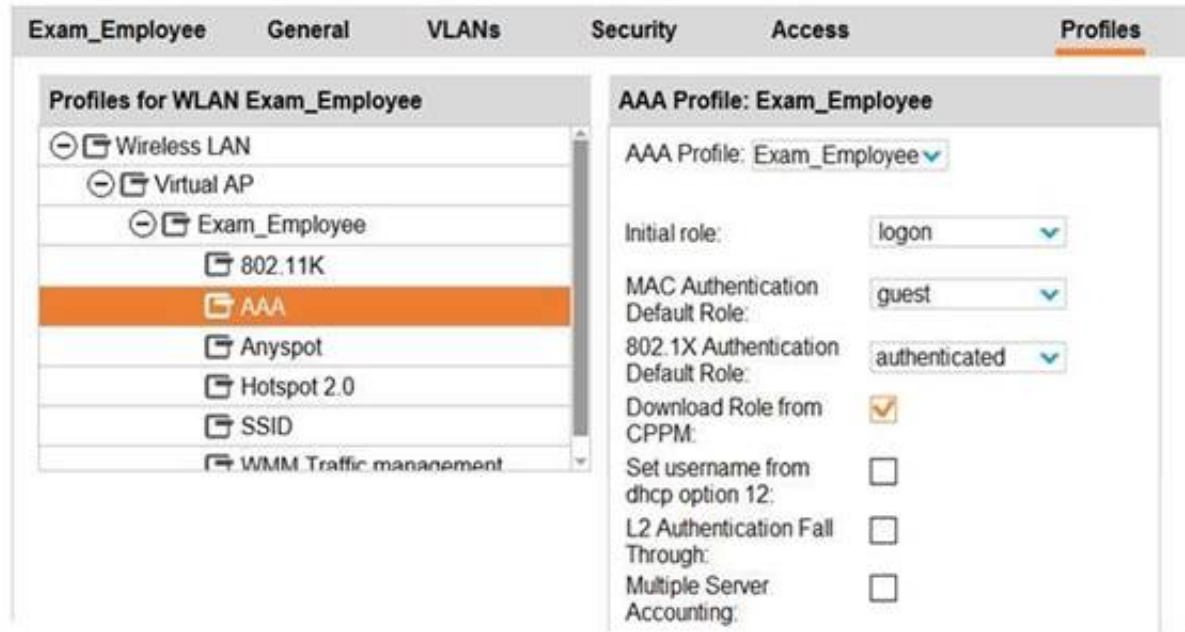 Exam_Employee General VLANs Security Access Profiles
Profiles for WLAN Exam_Employee
Wireless LAN
Virtual AP
Exam_Employee
802.11K
AAA
Anyspot
Hotspot 2.0
SSID
WMM Traffic management
AAA Profile: Exam_Employee
AAA Profile: Exam_Employee
Initial role: logon
MAC Authentication
Default Role: guest
802.1X Authentication
Default Role: authenticated
Download Role from
CPPM:
Set username from
dhcp option 12:
L2 Authentication Fall
Through:
Multiple Server
Accounting: